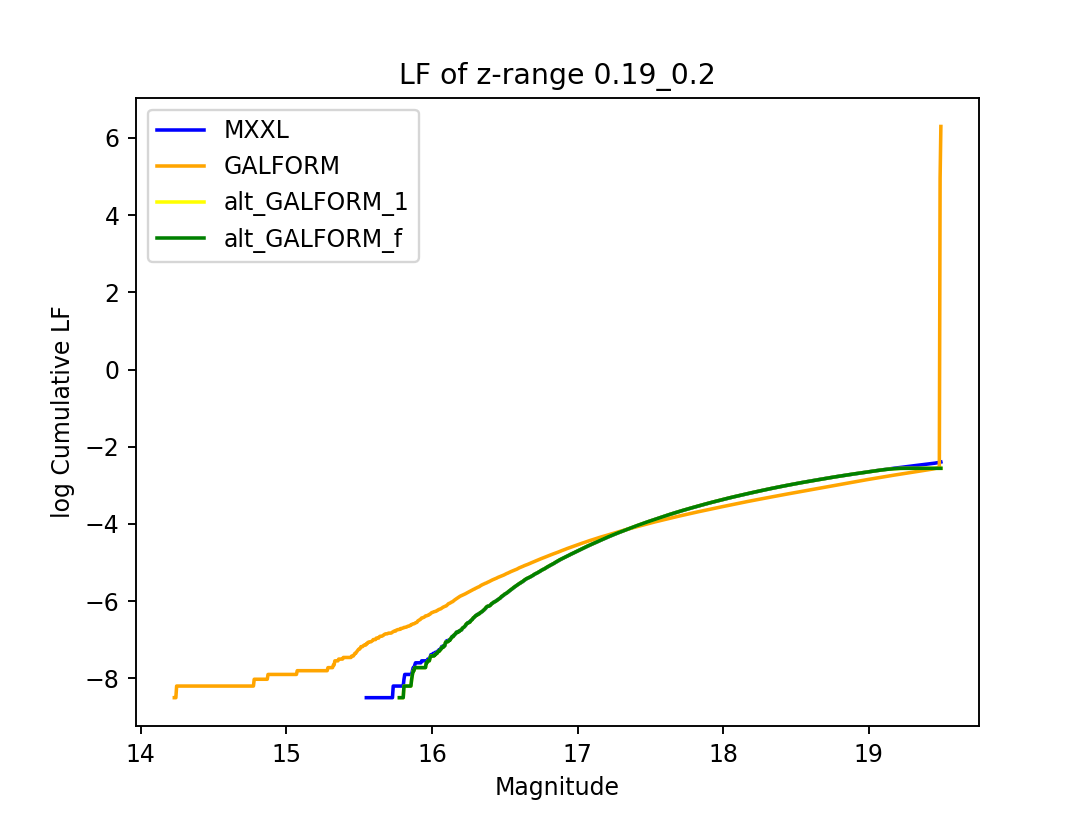 LF of z-range 0.19_0.2
MXXL
GALFORM
alt_GALFORM_1
alt_GALFORM_f
log Cumulative LF
6
4
2
0
−2
−4
−6
−8
14 15 16 17 18 19
Magnitude